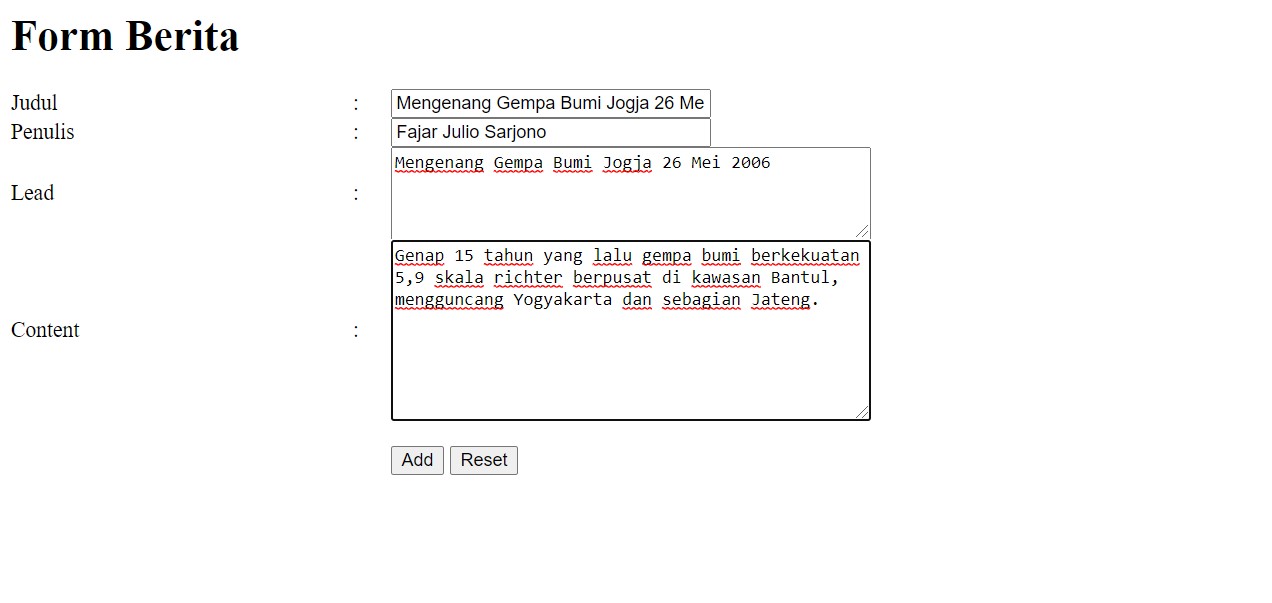 Form Berita
Judul : Mengenang Gempa Bumi Jogja 26 Me
Penulis : Fajar Julio Sarjono
Lead : Mengenang Gempa Bumi Jogja 26 Mei 2006
Content : Genap 15 tahun yang lalu gempa bumi berkekuatan
5,9 skala richter berpusat di kawasan Bantul,
mengguncang Yogyakarta dan sebagian Jateng.
Add Reset